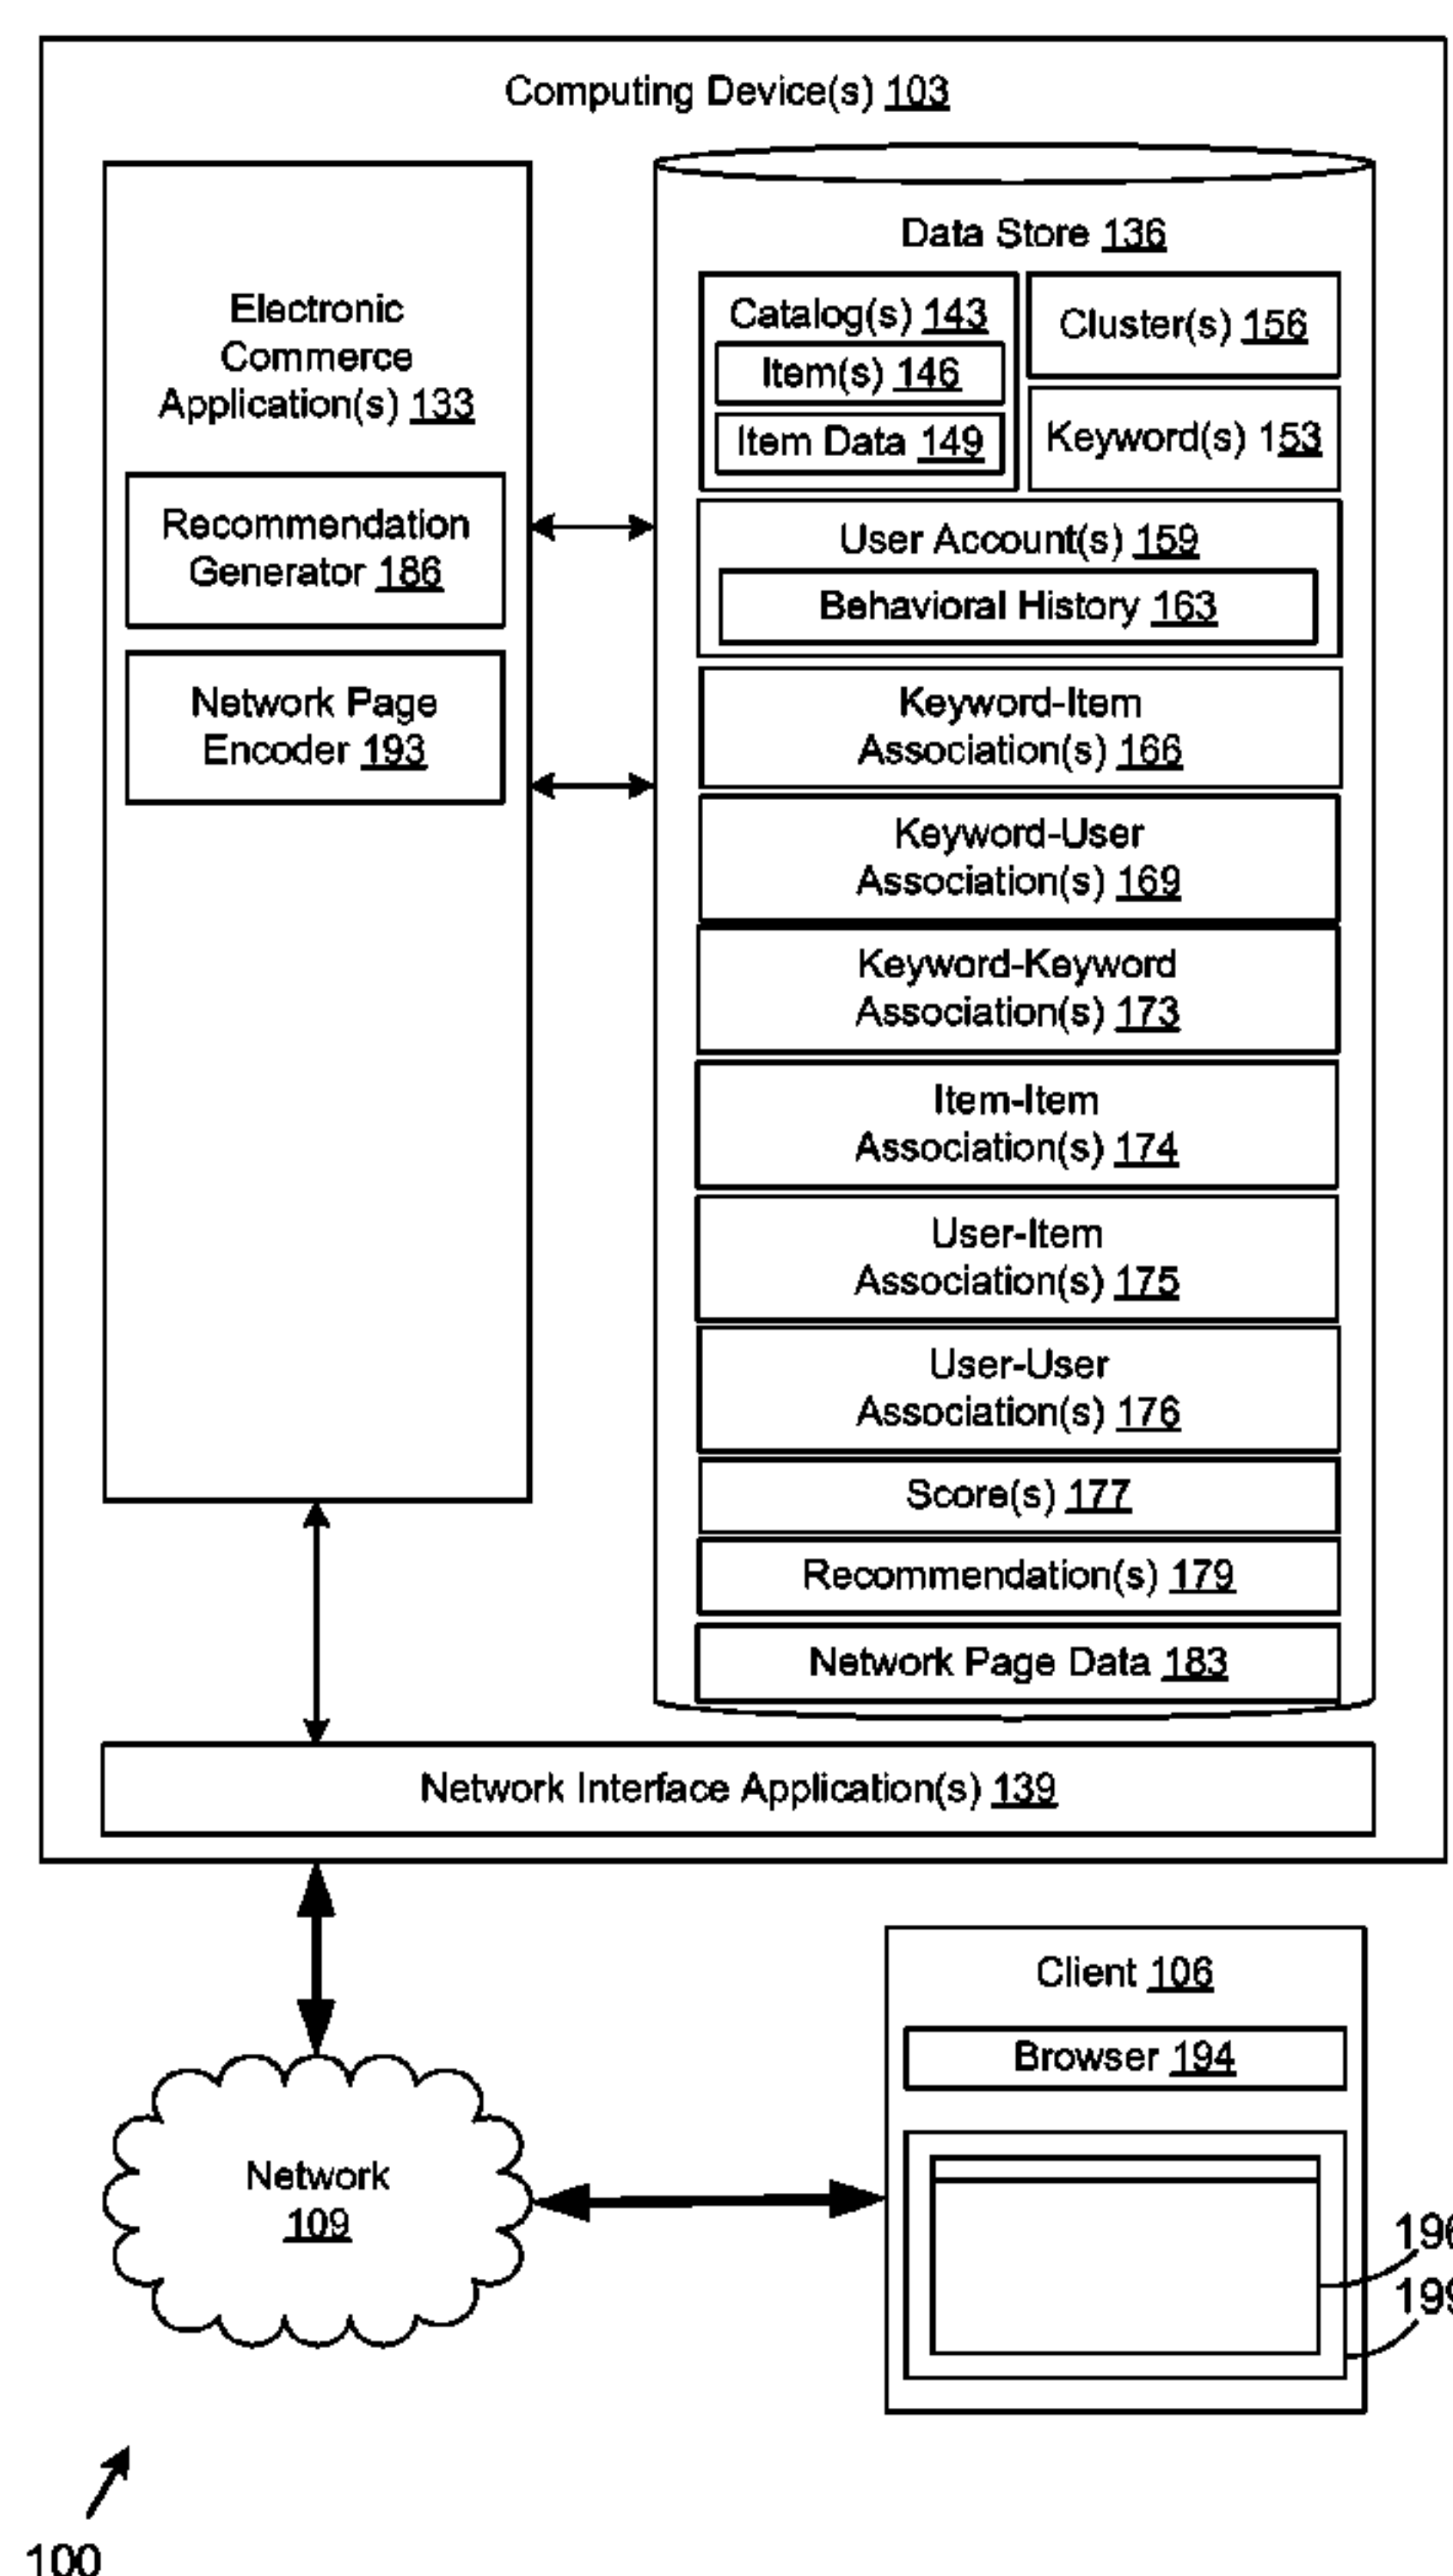 Computing Device(s) 103
Electronic
Commerce
Application(s) 133
Recommendation
Generator 186
Network Page
Encoder 193
Data Store 136
Catalog(s) 143
Item(s) 146
Item Data 149
Cluster(s) 156
Keyword(s) 153
User Account(s) 159
Behavioral History 163
Keyword-Item
Association(s) 166
Keyword-User
Association(s) 169
Keyword-Keyword
Association(s) 173
Item-Item
Association(s) 174
User-Item
Association(s) 175
User-User
Association(s) 176
Score(s) 177
Recommendation(s) 179
Network Page Data 183
Network Interface Application(s) 139
Client 106
Browser 194
Network
109
196
199
100